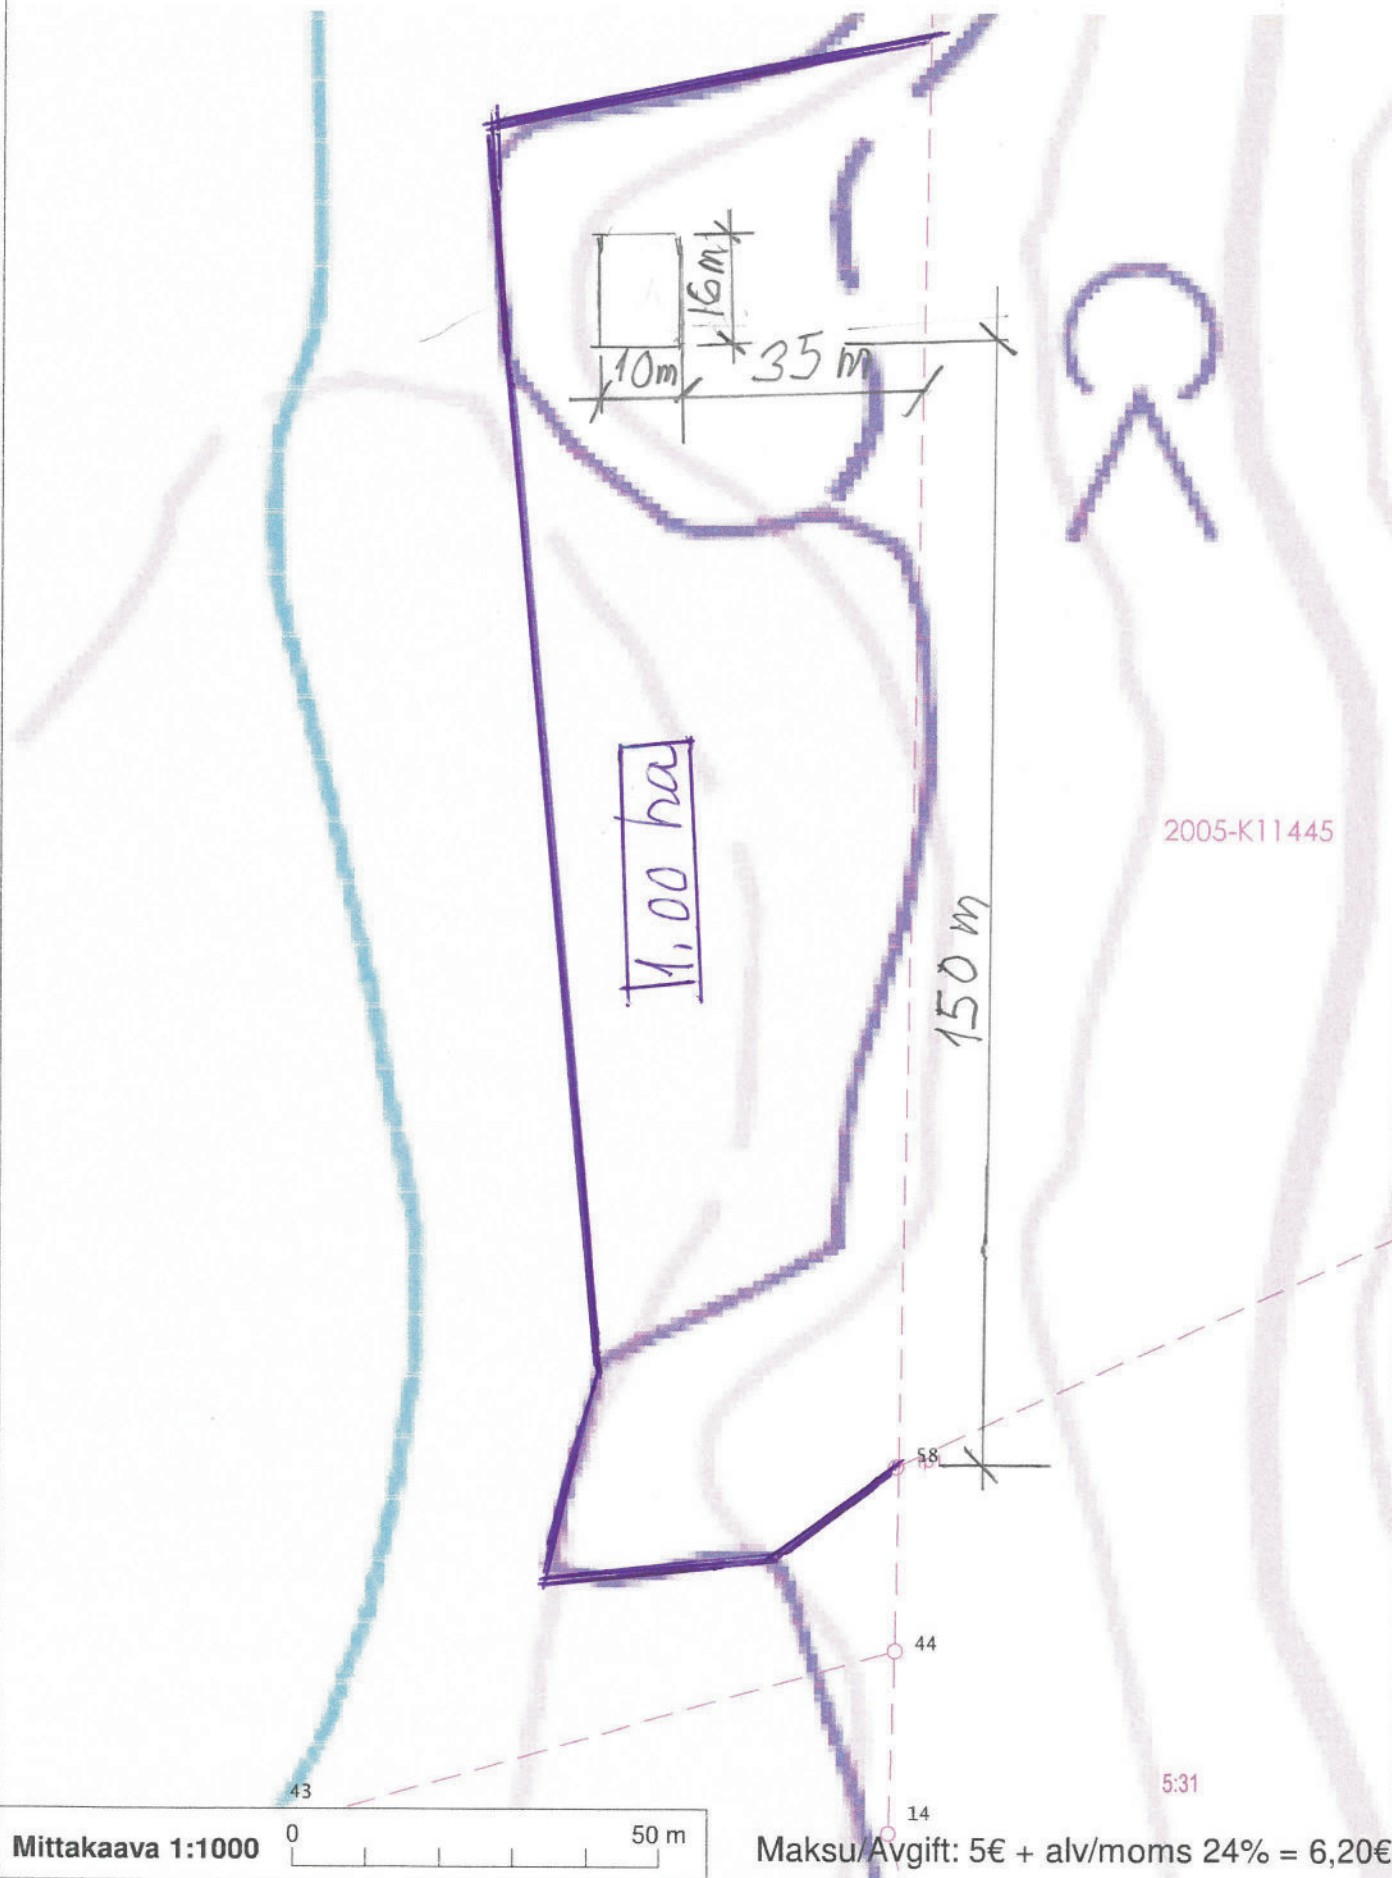 16m
10m
35 m
1,00 ha
2005-K11445
150 m
58
44
43
5:31
14
Mittakaava 1:1000
0
50 m
Maksu/Avgift: 5€ + alv/moms 24% = 6,20€